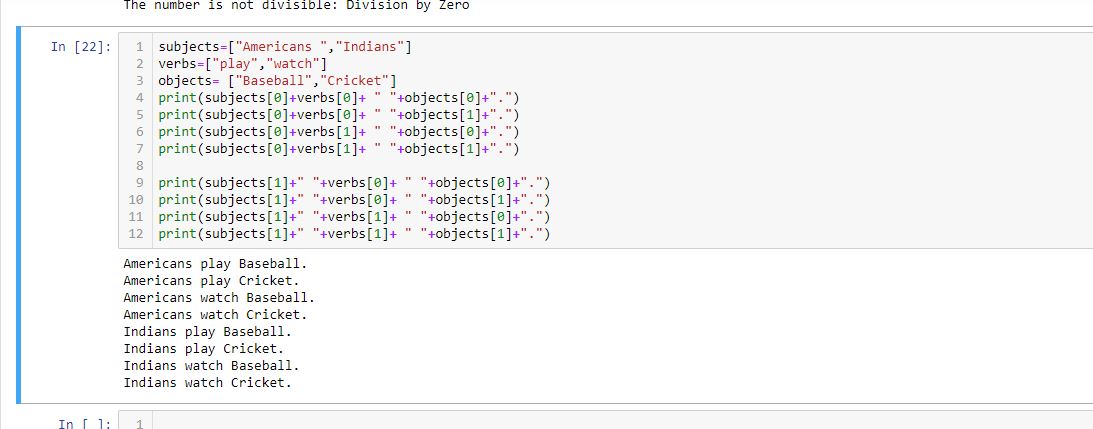 The number is not divisible: Division by Zero
In [22]:
1 subjects=["Americans ","Indians"]
2 verbs=["play","watch"]
3 objects= ["Baseball","Cricket"]
4 print(subjects[0]+verbs[0]+ " "+objects[0]+".")
5 print(subjects[0]+verbs[0]+ " "+objects[1]+".")
6 print(subjects[0]+verbs[1]+ " "+objects[0]+".")
7 print(subjects[0]+verbs[1]+ " "+objects[1]+".")
8
9 print(subjects[1]+" "+verbs[0]+ " "+objects[0]+".")
10 print(subjects[1]+" "+verbs[0]+ " "+objects[1]+".")
11 print(subjects[1]+" "+verbs[1]+ " "+objects[0]+".")
12 print(subjects[1]+" "+verbs[1]+ " "+objects[1]+".")
Americans play Baseball.
Americans play Cricket.
Americans watch Baseball.
Americans watch Cricket.
Indians play Baseball.
Indians play Cricket.
Indians watch Baseball.
Indians watch Cricket.
In [ ]:
1